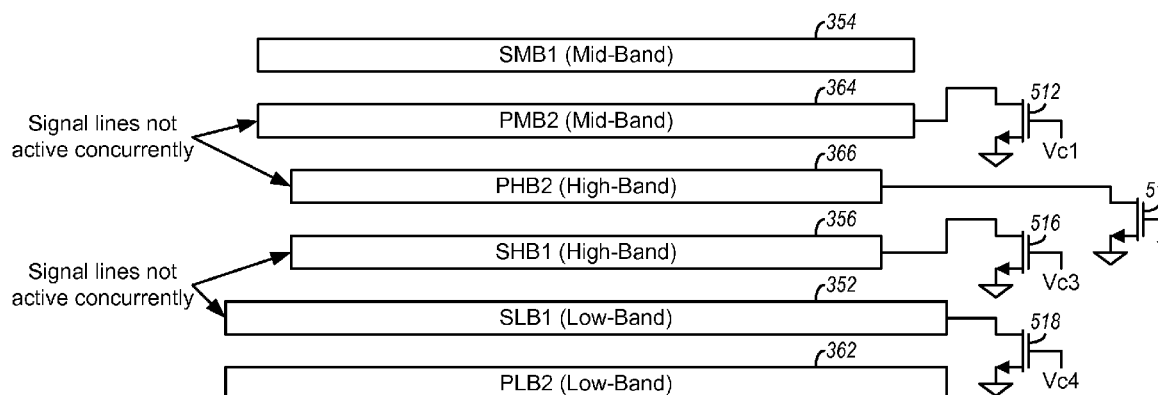 354
SMB1 (Mid-Band)
364
512
PMB2 (Mid-Band)
Vc1
Signal lines not
active concurrently
366
PHB2 (High-Band)
356
516
SHB1 (High-Band)
Vc3
Signal lines not
active concurrently
352
SLB1 (Low-Band)
518
362
Vc4
PLB2 (Low-Band)